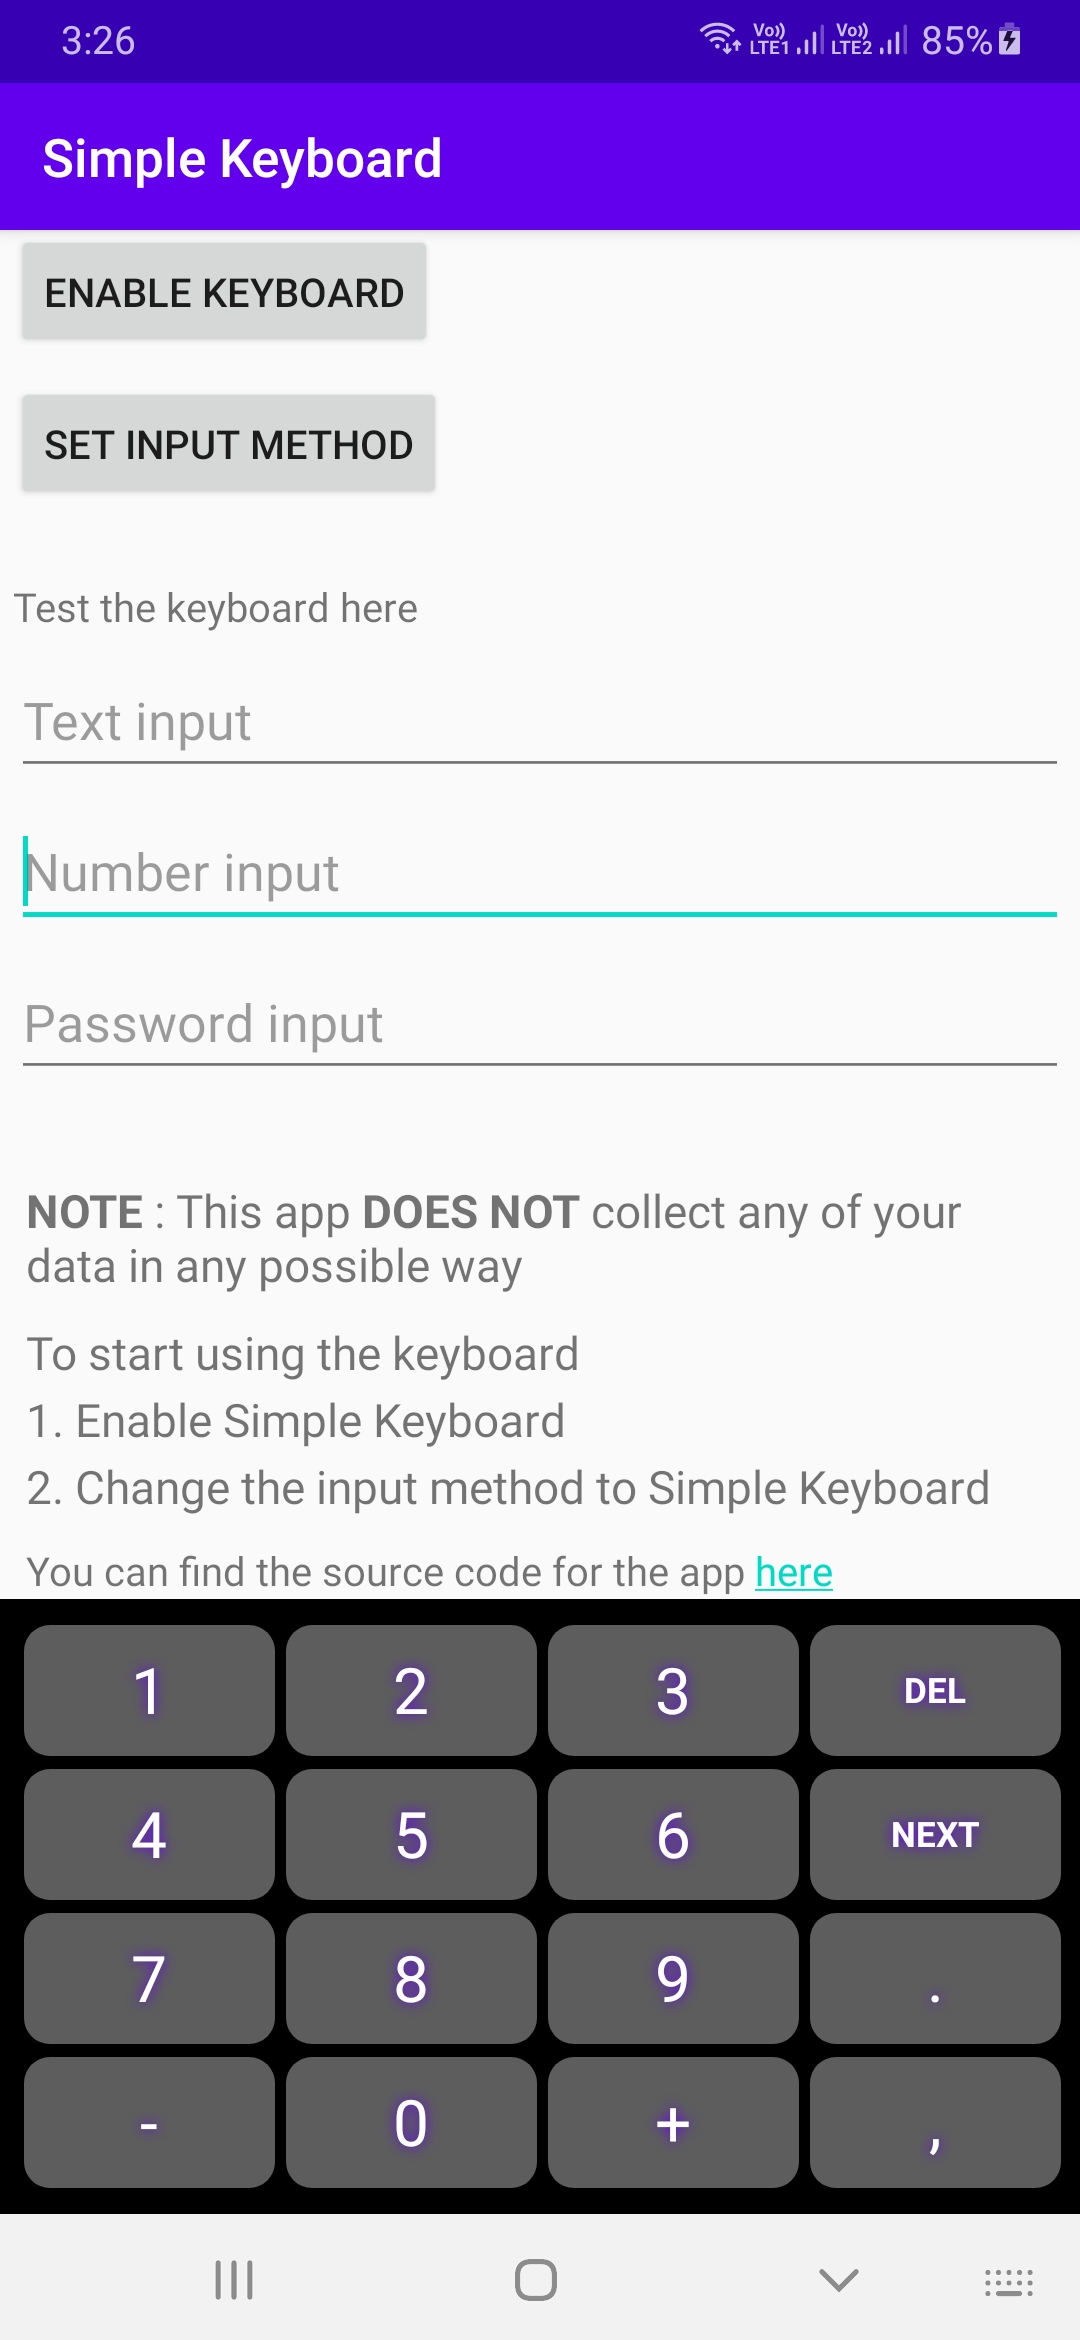 3:26 Vo)) LTE1 Vo)) LTE2 85%
Simple Keyboard
ENABLE KEYBOARD
SET INPUT METHOD
Test the keyboard here
Text input
Number input
Password input
NOTE : This app DOES NOT collect any of your
data in any possible way
To start using the keyboard
1. Enable Simple Keyboard
2. Change the input method to Simple Keyboard
You can find the source code for the app here
1 2 3 DEL
4 5 6 NEXT
7 8 9 .
- 0 + ,